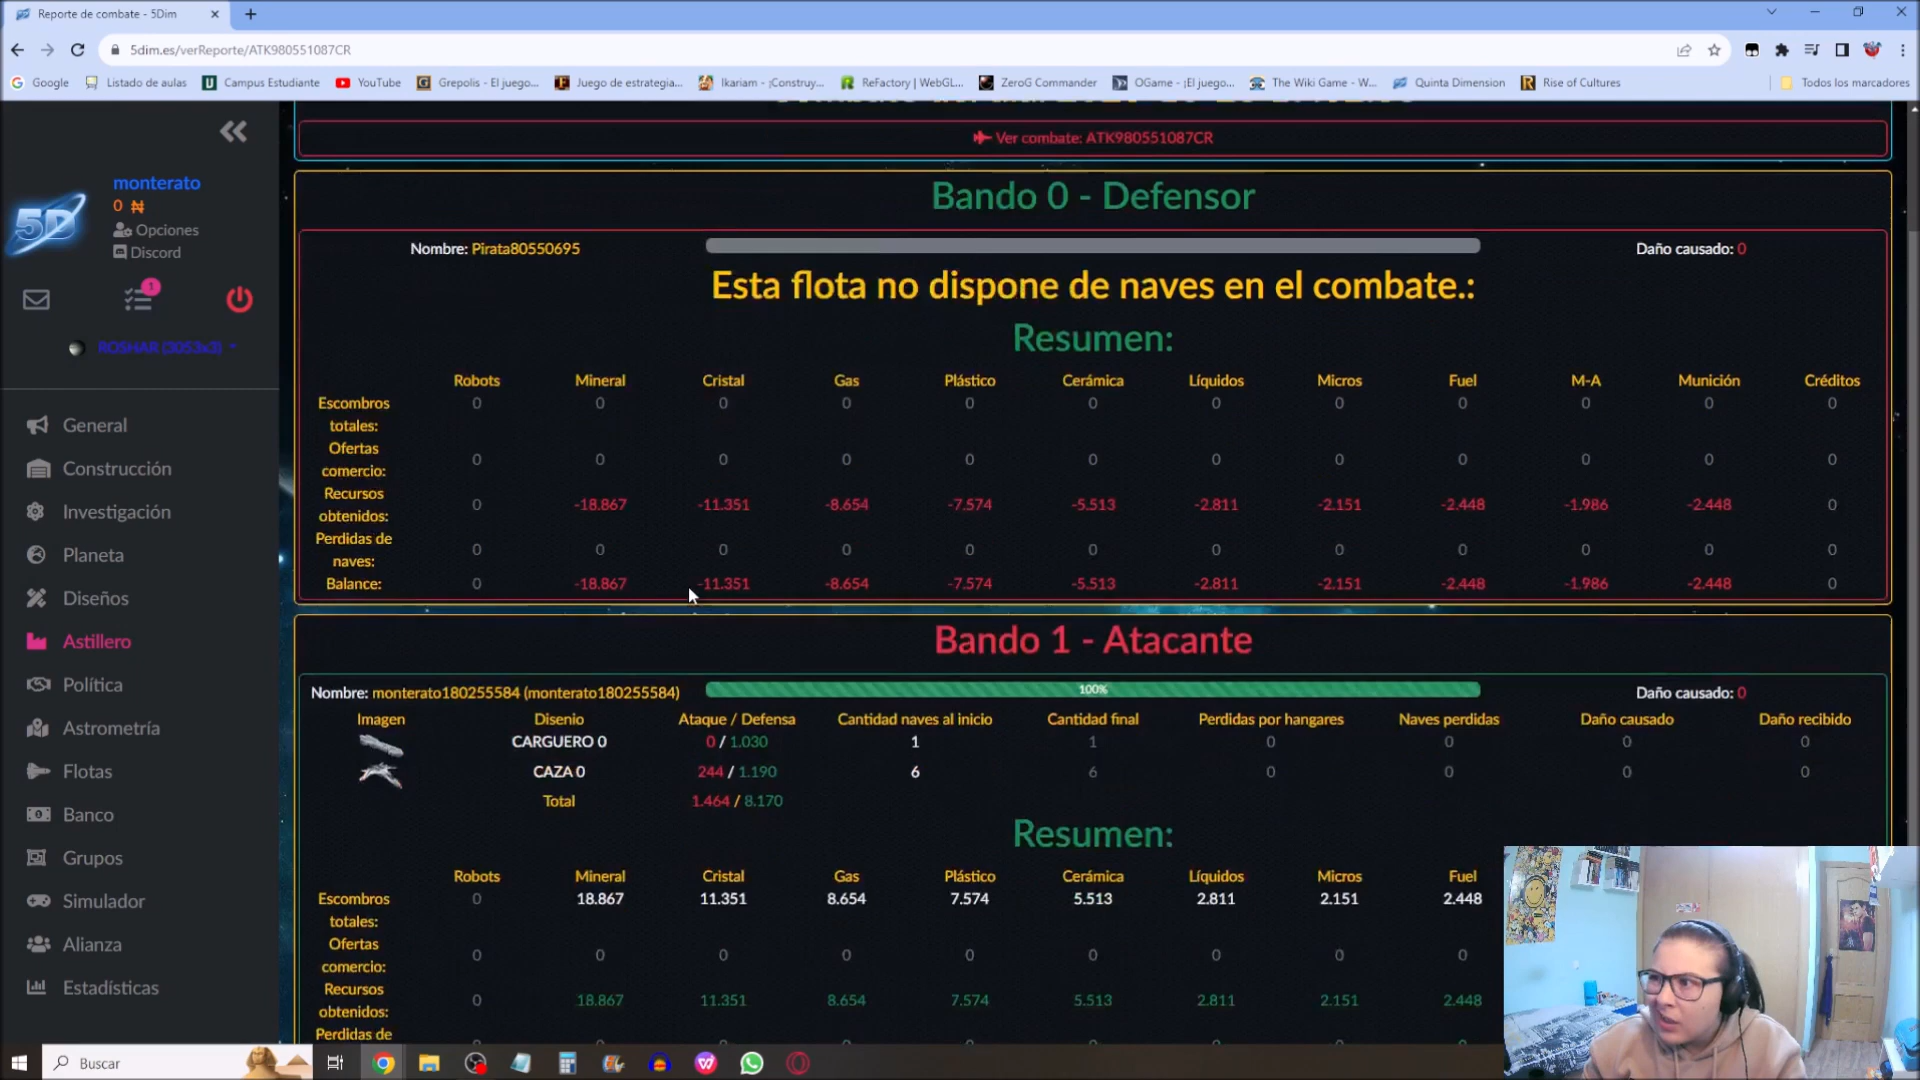 Reporte de combate - 5Dim
5dim.es/verReporte/ATK980551087CR
Google
Listado de aulas
Campus Estudiante
YouTube
Grepolis - El juego...
Juego de estrategia...
Ikariam - ¡Construy...
ReFactory | WebGL...
ZeroG Commander
OGame - ¡El juego...
The Wiki Game - W...
Quinta Dimension
Rise of Cultures
Todos los marcadores
5D
monterato
0
Opciones
Discord
1
ROSHAR (3053x3)
General
Construcción
Investigación
Planeta
Diseños
Astillero
Política
Astrometría
Flotas
Banco
Grupos
Simulador
Alianza
Estadísticas
Ver combate: ATK980551087CR
Bando 0 - Defensor
Nombre: Pirata80550695
Daño causado: 0
Esta flota no dispone de naves en el combate.:
Resumen:
Robots Mineral Cristal Gas Plástico Cerámica Líquidos Micros Fuel M-A Munición Créditos
Escombros totales: 0 0 0 0 0 0 0 0 0 0 0 0
Ofertas comercio: 0 0 0 0 0 0 0 0 0 0 0 0
Recursos obtenidos: 0 -18.867 -11.351 -8.654 -7.574 -5.513 -2.811 -2.151 -2.448 -1.986 -2.448 0
Perdidas de naves: 0 0 0 0 0 0 0 0 0 0 0 0
Balance: 0 -18.867 -11.351 -8.654 -7.574 -5.513 -2.811 -2.151 -2.448 -1.986 -2.448 0
Bando 1 - Atacante
Nombre: monterato180255584 (monterato180255584)
100%
Daño causado: 0
Imagen Disenio Ataque / Defensa Cantidad naves al inicio Cantidad final Perdidas por hangares Naves perdidas Daño causado Daño recibido
CARGUERO 0 0 / 1.030 1 1 0 0 0 0
CAZA 0 244 / 1.190 6 6 0 0 0 0
Total 1.464 / 8.170
Resumen:
Robots Mineral Cristal Gas Plástico Cerámica Líquidos Micros Fuel
Escombros totales: 0 18.867 11.351 8.654 7.574 5.513 2.811 2.151 2.448
Ofertas comercio: 0 0 0 0 0 0 0 0 0
Recursos obtenidos: 0 18.867 11.351 8.654 7.574 5.513 2.811 2.151 2.448
Perdidas de
Buscar